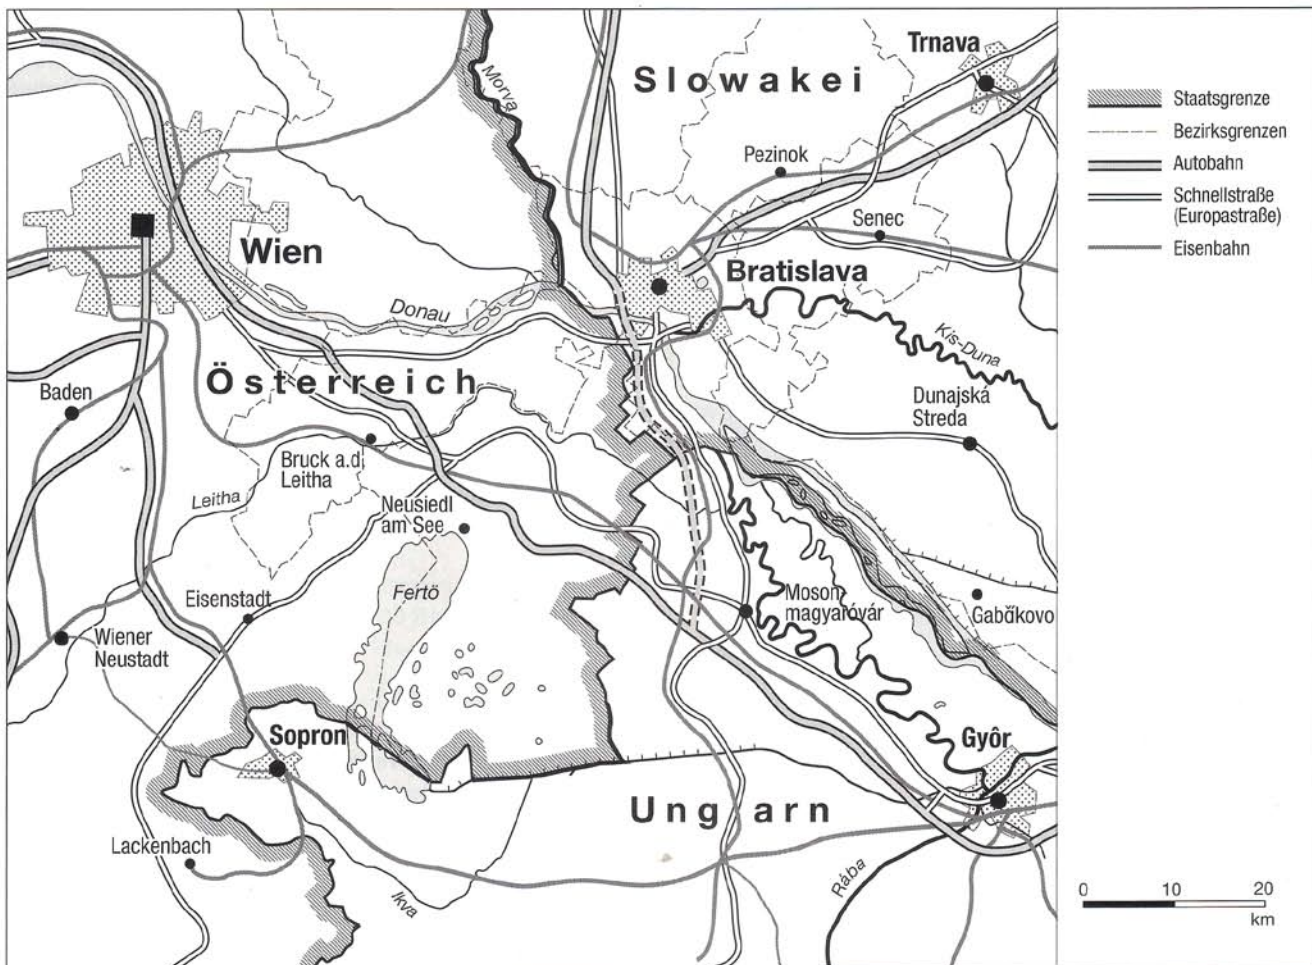 Trnava
Slowakei
Morva
Pezinok
Senec
Wien
Bratislava
Donau
Kis-Duna
Österreich
Baden
Dunajská
Streda
Bruck a.d.
Leitha
Leitha
Neusiedl
am See
Fertö
Eisenstadt
Moson
magyaróvár
Gabčíkovo
Wiener
Neustadt
Sopron
Győr
Ungarn
Lackenbach
Ikva
Rába
Staatsgrenze
Bezirksgrenzen
Autobahn
Schnellstraße
(Europastraße)
Eisenbahn
0 10 20
km